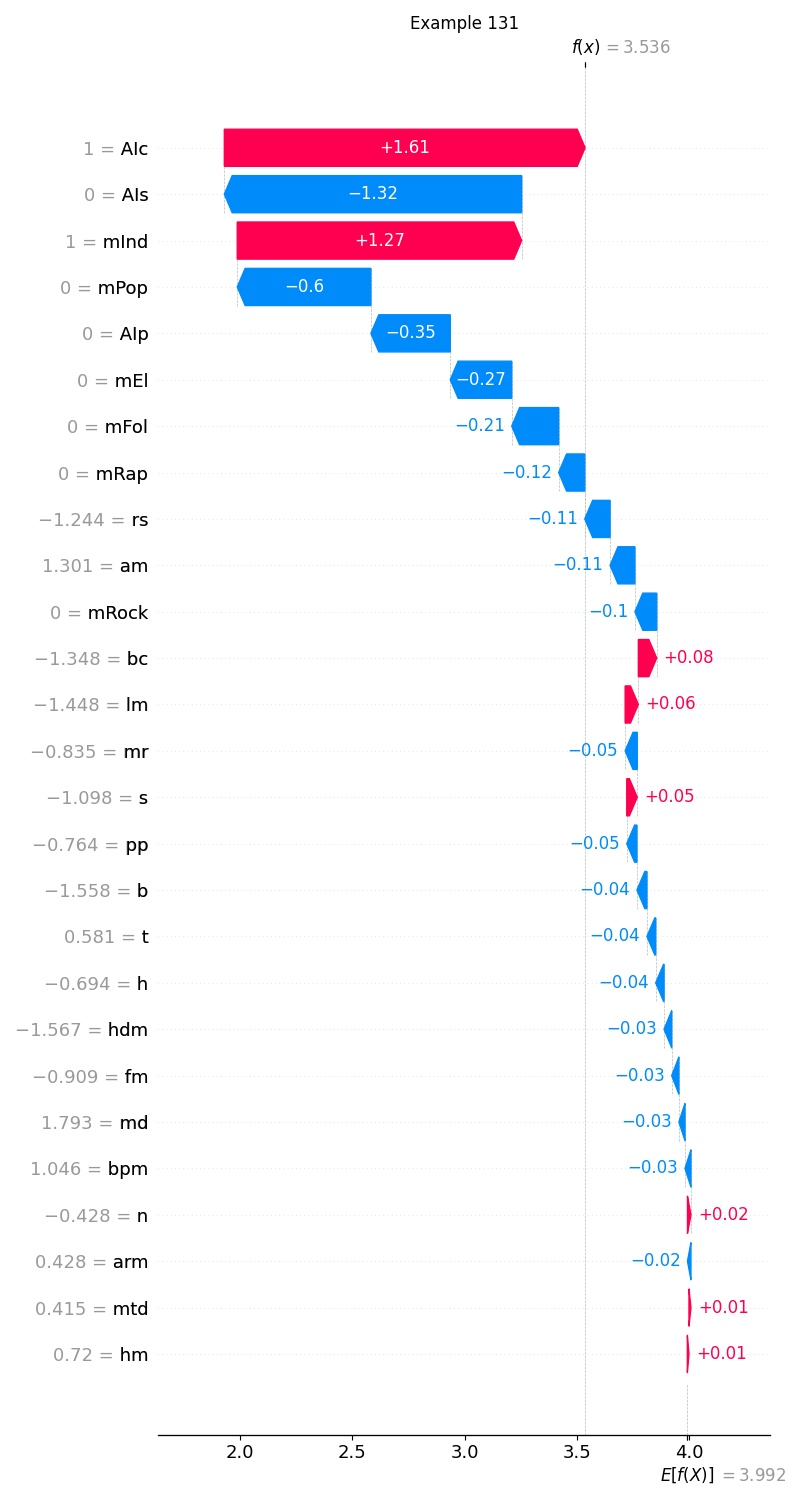 Example 131
f(x) = 3.536
1 = AIc +1.61
0 = AIs −1.32
1 = mInd +1.27
0 = mPop −0.6
0 = AIp −0.35
0 = mEl −0.27
0 = mFol −0.21
0 = mRap −0.12
−1.244 = rs −0.11
1.301 = am −0.11
0 = mRock −0.1
−1.348 = bc +0.08
−1.448 = lm +0.06
−0.835 = mr −0.05
−1.098 = s +0.05
−0.764 = pp −0.05
−1.558 = b −0.04
0.581 = t −0.04
−0.694 = h −0.04
−1.567 = hdm −0.03
−0.909 = fm −0.03
1.793 = md −0.03
1.046 = bpm −0.03
−0.428 = n +0.02
0.428 = arm −0.02
0.415 = mtd +0.01
0.72 = hm +0.01
2.0 2.5 3.0 3.5 4.0
E[f(X)] = 3.992